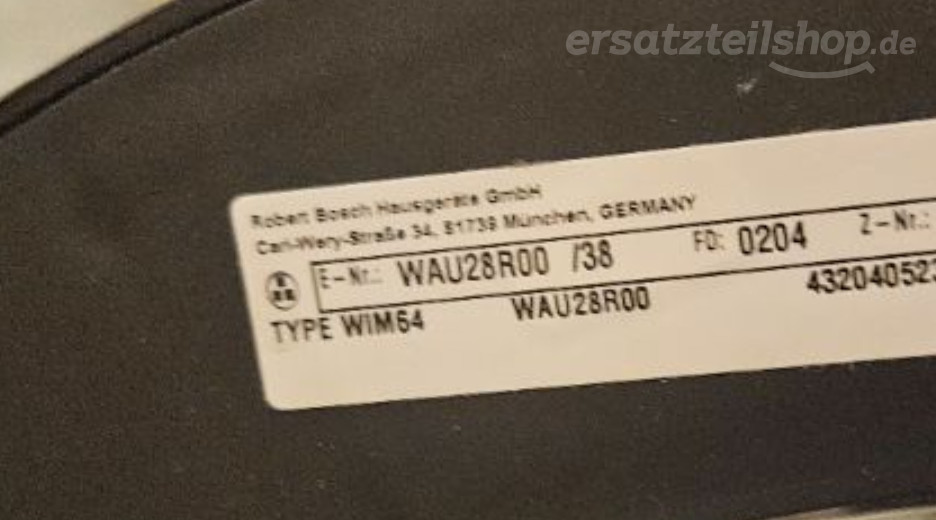 ersatzteilshop.de
Robert Bosch Hausgeräte GmbH
Carl-Wery-Straße 34, 81739 München, GERMANY
E-Nr.: WAU28R00 /38 FD: 0204 Z-Nr.:
TYPE WIM64 WAU28R00 432040523